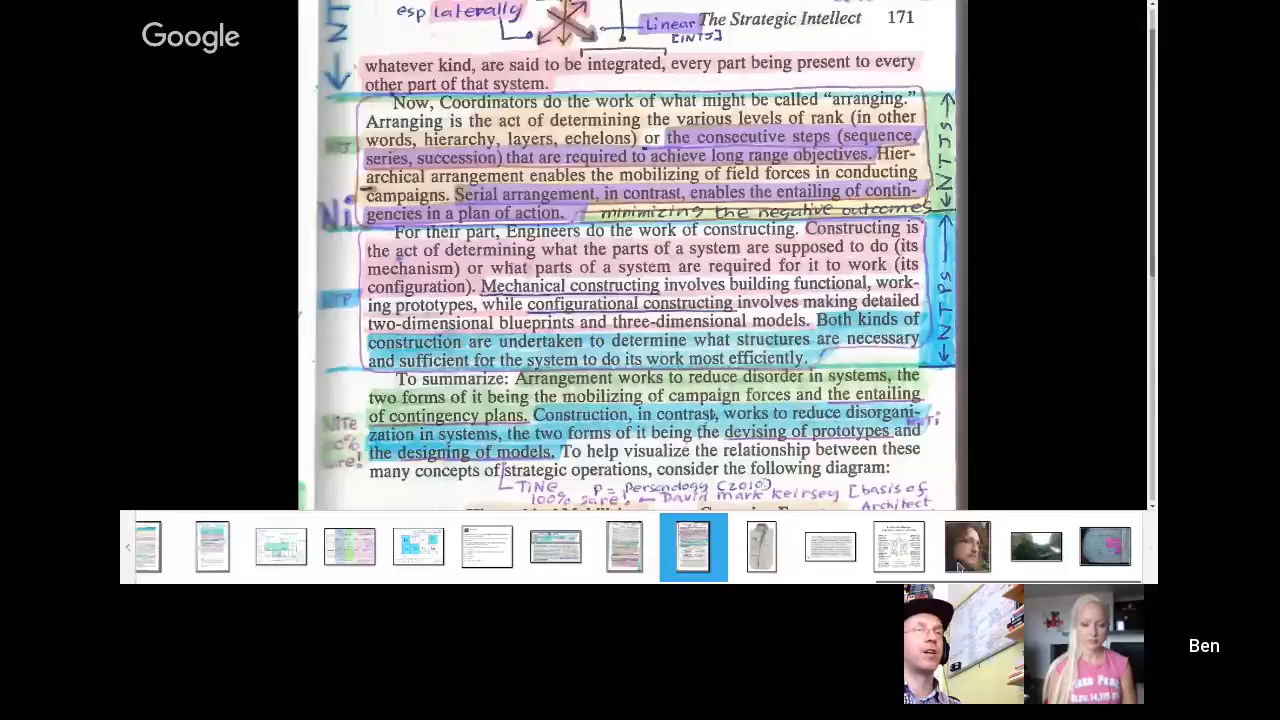 Google
esp laterally
Linear
[INTJ]
The Strategic Intellect 171
whatever kind, are said to be integrated, every part being present to every
other part of that system.
Now, Coordinators do the work of what might be called “arranging.”
Arranging is the act of determining the various levels of rank (in other
words, hierarchy, layers, echelons) or the consecutive steps (sequence,
series, succession) that are required to achieve long range objectives. Hier-
archical arrangement enables the mobilizing of field forces in conducting
campaigns. Serial arrangement, in contrast, enables the entailing of contin-
gencies in a plan of action.
minimizing the negative outcomes
Ni
NTJs
For their part, Engineers do the work of constructing. Constructing is
the act of determining what the parts of a system are supposed to do (its
mechanism) or what parts of a system are required for it to work (its
configuration). Mechanical constructing involves building functional, work-
ing prototypes, while configurational constructing involves making detailed
two-dimensional blueprints and three-dimensional models. Both kinds of
construction are undertaken to determine what structures are necessary
and sufficient for the system to do its work most efficiently.
NTPs
To summarize: Arrangement works to reduce disorder in systems, the
two forms of it being the mobilizing of campaign forces and the entailing
of contingency plans. Construction, in contrast, works to reduce disorgani-
zation in systems, the two forms of it being the devising of prototypes and
the designing of models. To help visualize the relationship between these
many concepts of strategic operations, consider the following diagram:
TiNe
100% sure!
P = Personology (2010)
David Mark Keirsey [basis of
Architect
Ben